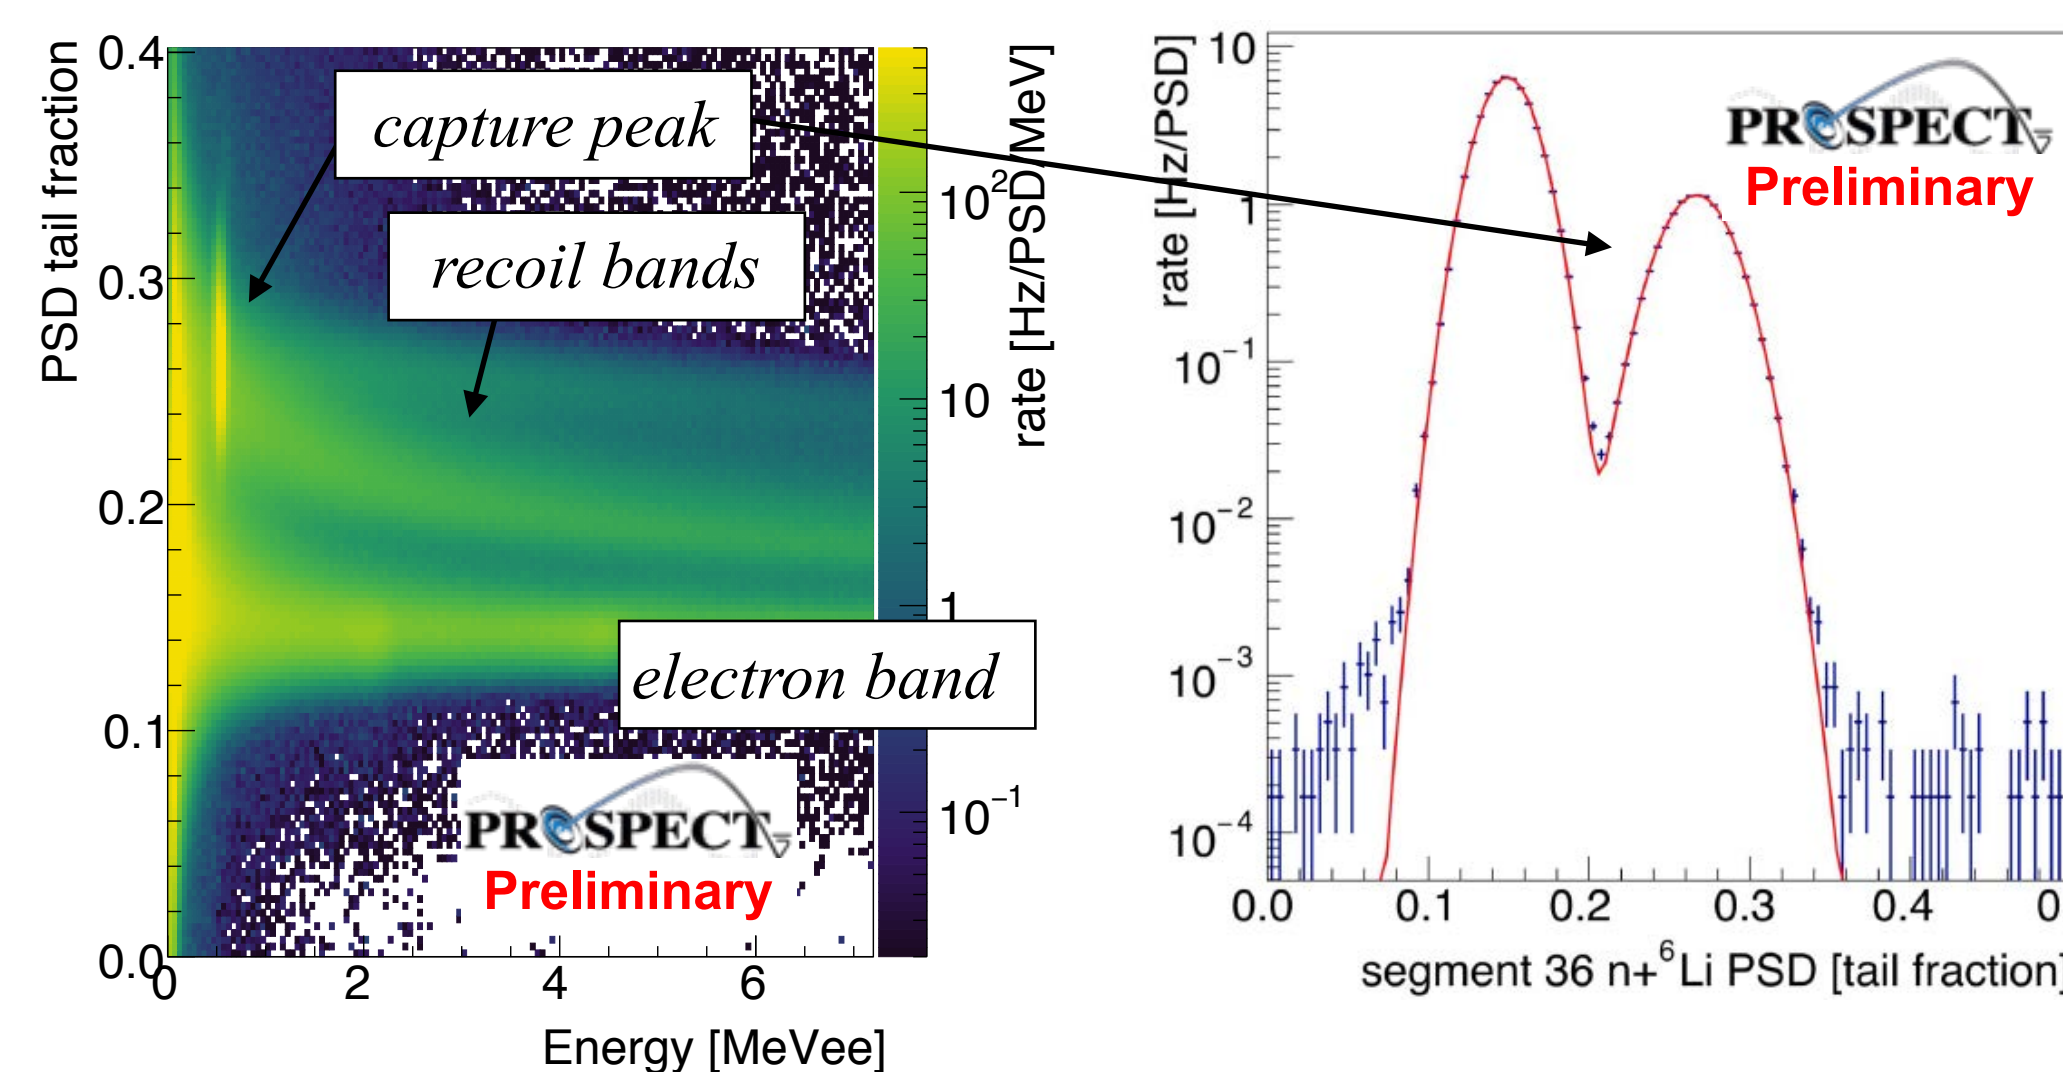 PSD tail fraction
0.4
0.3
0.2
0.1
0.0
0
2
4
6
Energy [MeVee]
capture peak
recoil bands
electron band
PROSPECT
Preliminary
rate [Hz/PSD/MeV]
10²
10
1
10⁻¹
rate [Hz/PSD]
10
1
10⁻¹
10⁻²
10⁻³
10⁻⁴
PROSPECT
Preliminary
0.0
0.1
0.2
0.3
0.4
0
segment 36 n+⁶Li PSD [tail fraction]